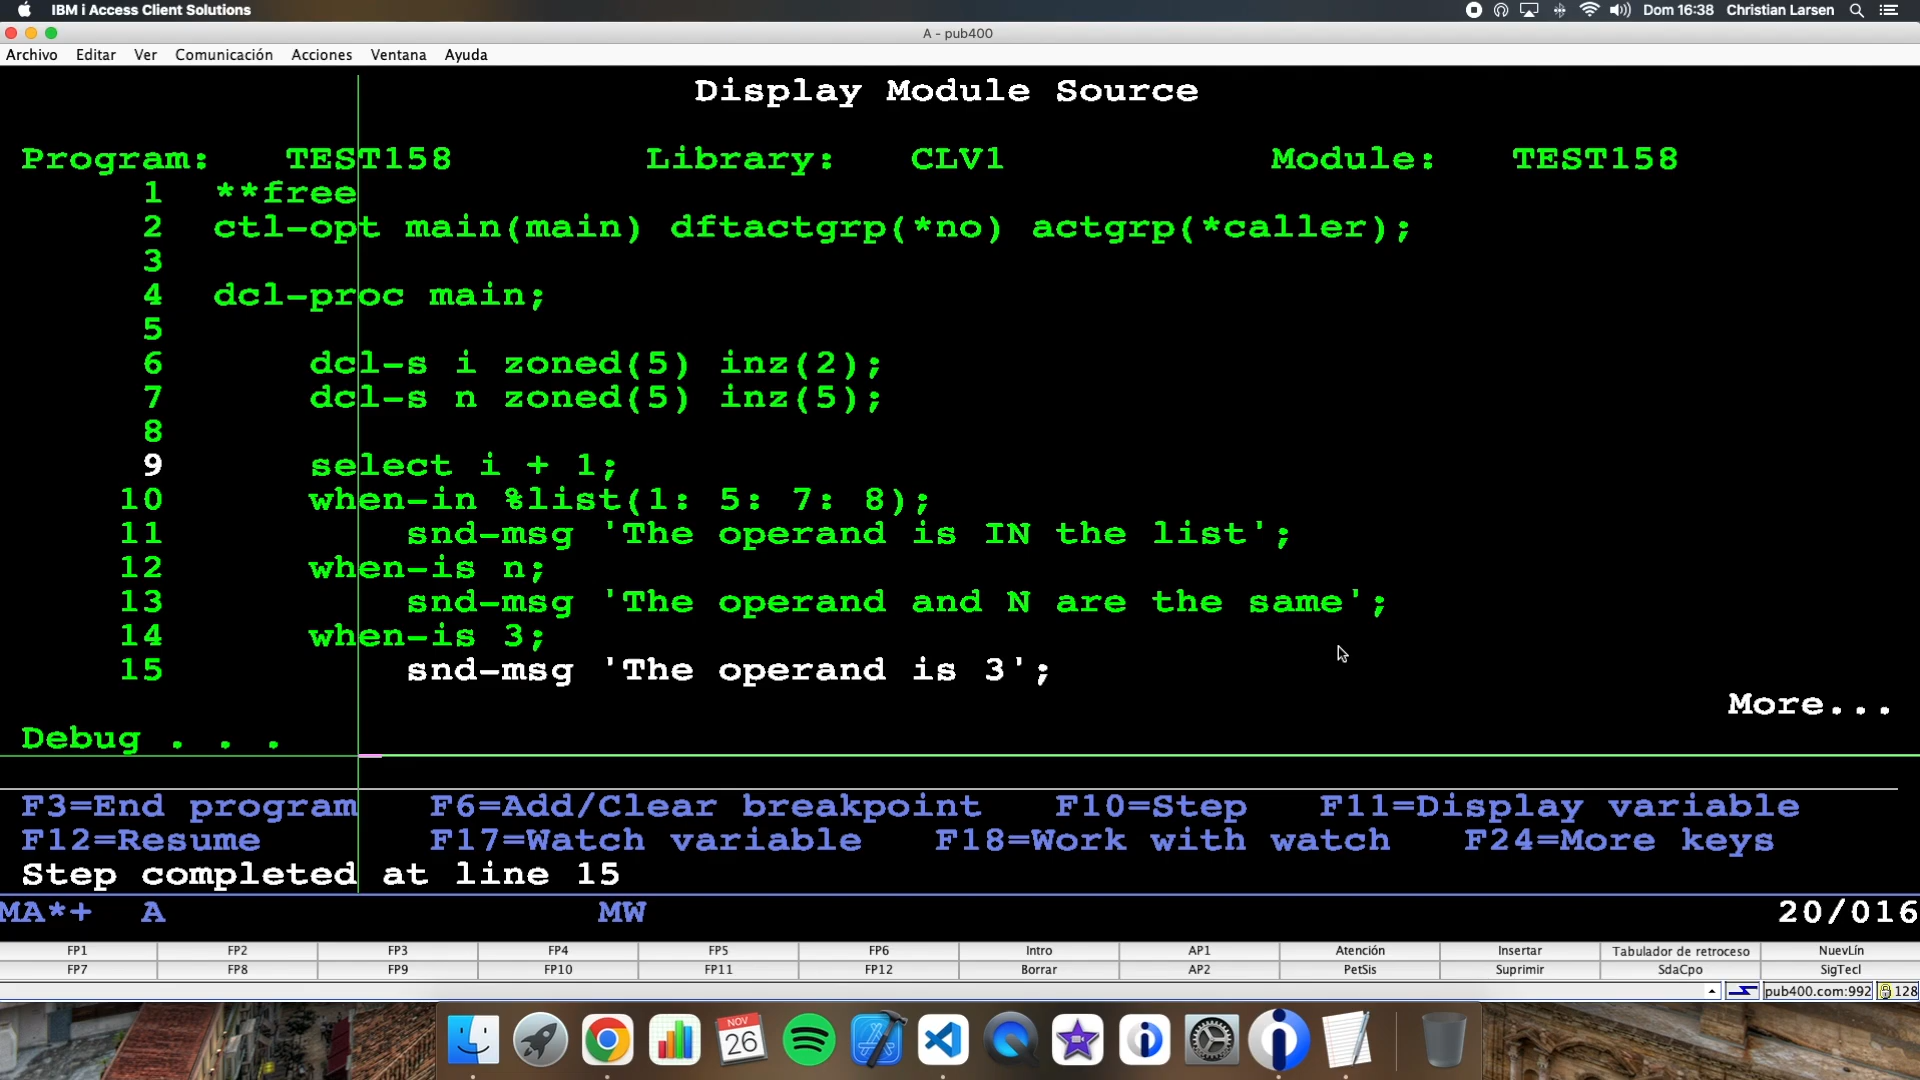 IBM i Access Client Solutions
Dom 16:38 Christian Larsen
A - pub400
Archivo Editar Ver Comunicación Acciones Ventana Ayuda
Display Module Source
Program: TEST158 Library: CLV1 Module: TEST158
1 **free
2 ctl-opt main(main) dftactgrp(*no) actgrp(*caller);
3
4 dcl-proc main;
5
6 dcl-s i zoned(5) inz(2);
7 dcl-s n zoned(5) inz(5);
8
9 select i + 1;
10 when-in %list(1: 5: 7: 8);
11 snd-msg 'The operand is IN the list';
12 when-is n;
13 snd-msg 'The operand and N are the same';
14 when-is 3;
15 snd-msg 'The operand is 3';
More...
Debug . . .
F3=End program F6=Add/Clear breakpoint F10=Step F11=Display variable
F12=Resume F17=Watch variable F18=Work with watch F24=More keys
Step completed at line 15
MA*+ A MW 20/016
FP1 FP2 FP3 FP4 FP5 FP6 Intro AP1 Atención Insertar Tabulador de retroceso NuevLín
FP7 FP8 FP9 FP10 FP11 FP12 Borrar AP2 PetSis Suprimir SdaCpo SigTecl
pub400.com:992 128
NOV
26